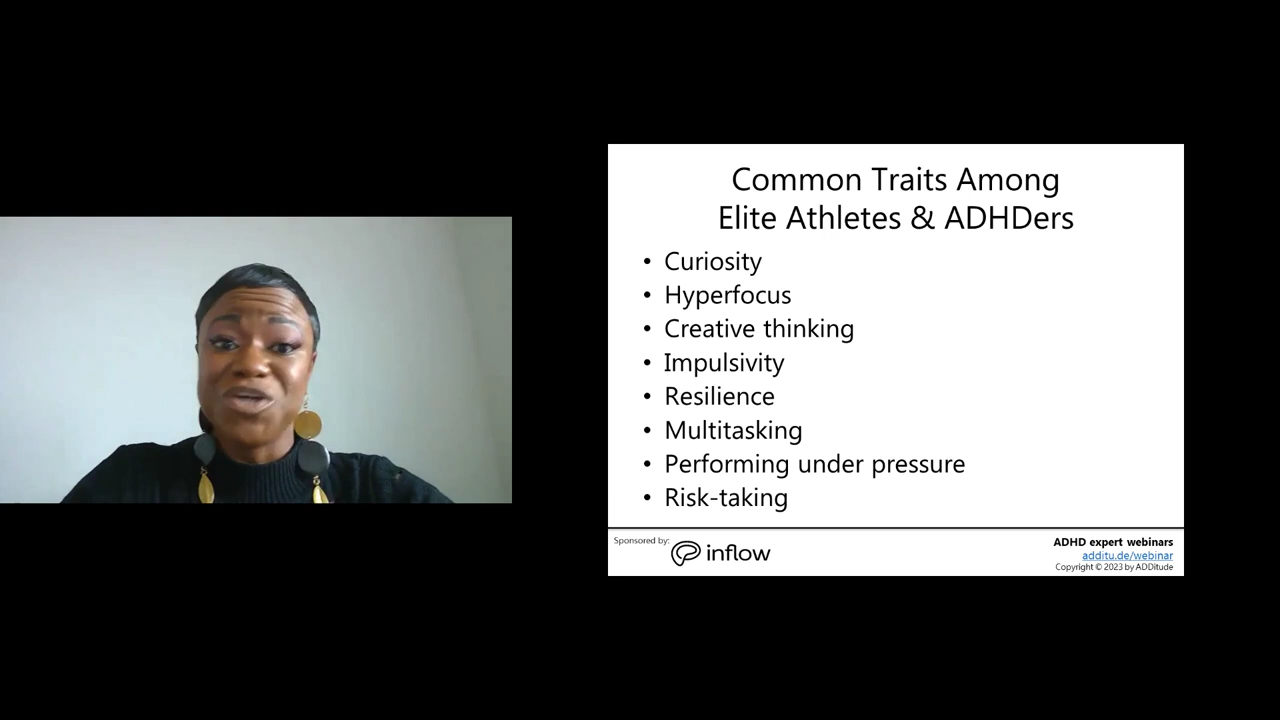 Common Traits Among
Elite Athletes & ADHDers
• Curiosity
• Hyperfocus
• Creative thinking
• Impulsivity
• Resilience
• Multitasking
• Performing under pressure
• Risk-taking
Sponsored by:
inflow
ADHD expert webinars
additu.de/webinar
Copyright © 2023 by ADDitude